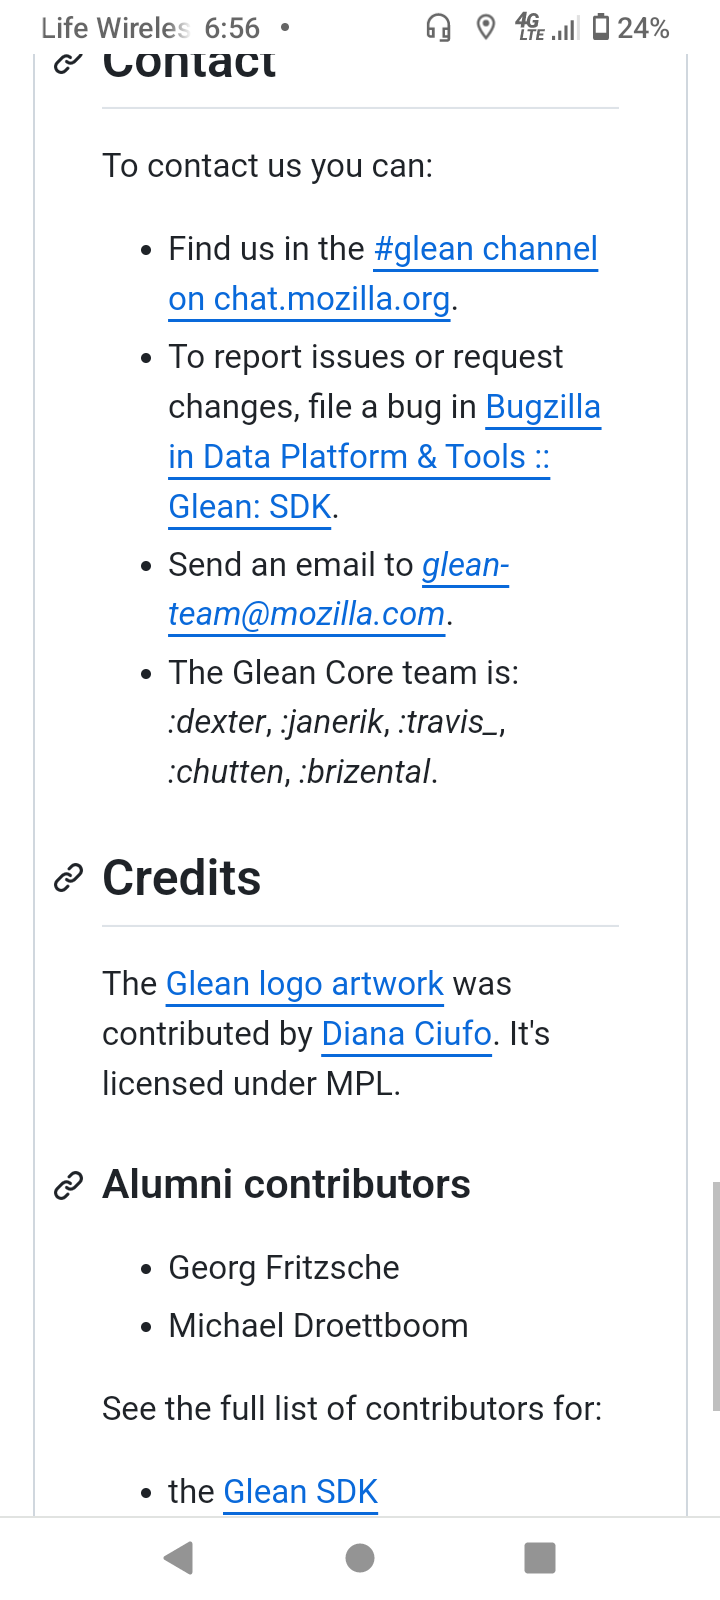 Life Wireles 6:56 • 4G LTE 24%
Contact
To contact us you can:
• Find us in the #glean channel
on chat.mozilla.org.
• To report issues or request
changes, file a bug in Bugzilla
in Data Platform & Tools ::
Glean: SDK.
• Send an email to glean-
team@mozilla.com.
• The Glean Core team is:
:dexter, :janerik, :travis_,
:chutten, :brizental.
Credits
The Glean logo artwork was
contributed by Diana Ciufo. It's
licensed under MPL.
Alumni contributors
• Georg Fritzsche
• Michael Droettboom
See the full list of contributors for:
• the Glean SDK